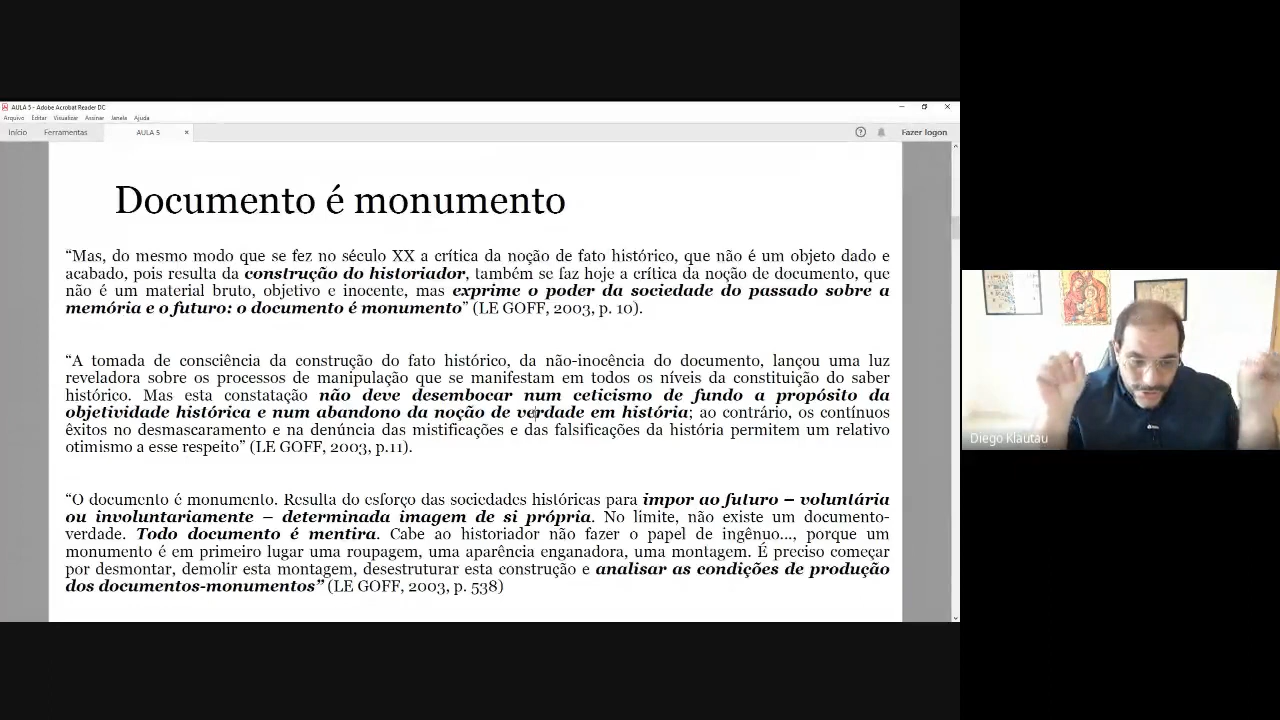 AULA 5 - Adobe Acrobat Reader DC
Arquivo Editar Visualizar Assinar Janela Ajuda
Início Ferramentas AULA 5 × Fazer logon
Documento é monumento
“Mas, do mesmo modo que se fez no século XX a crítica da noção de fato histórico, que não é um objeto dado e
acabado, pois resulta da construção do historiador, também se faz hoje a crítica da noção de documento, que
não é um material bruto, objetivo e inocente, mas exprime o poder da sociedade do passado sobre a
memória e o futuro: o documento é monumento” (LE GOFF, 2003, p. 10).
“A tomada de consciência da construção do fato histórico, da não-inocência do documento, lançou uma luz
reveladora sobre os processos de manipulação que se manifestam em todos os níveis da constituição do saber
histórico. Mas esta constatação não deve desembocar num ceticismo de fundo a propósito da
objetividade histórica e num abandono da noção de verdade em história; ao contrário, os contínuos
êxitos no desmascaramento e na denúncia das mistificações e das falsificações da história permitem um relativo
otimismo a esse respeito” (LE GOFF, 2003, p.11).
“O documento é monumento. Resulta do esforço das sociedades históricas para impor ao futuro – voluntária
ou involuntariamente – determinada imagem de si própria. No limite, não existe um documento-
verdade. Todo documento é mentira. Cabe ao historiador não fazer o papel de ingênuo..., porque um
monumento é em primeiro lugar uma roupagem, uma aparência enganadora, uma montagem. É preciso começar
por desmontar, demolir esta montagem, desestruturar esta construção e analisar as condições de produção
dos documentos-monumentos” (LE GOFF, 2003, p. 538)
Diego Klautau